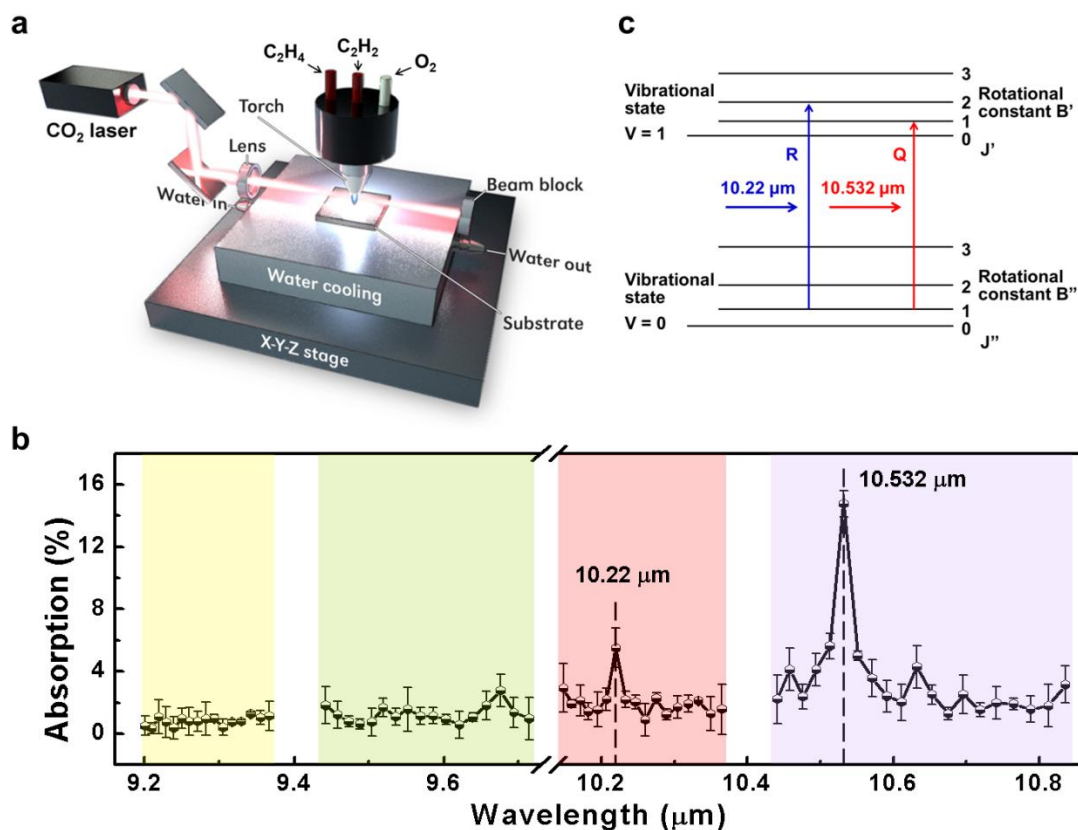 a
C₂H₄
C₂H₂
O₂
CO₂ laser
Torch
Lens
Water in
Beam block
Water out
Water cooling
Substrate
X-Y-Z stage
c
Vibrational
state
V = 1
3
2
1
0
Rotational
constant B'
J'
R
Q
10.22 μm
10.532 μm
Vibrational
state
V = 0
3
2
1
0
Rotational
constant B"
J"
b
Absorption (%)
16
12
8
4
0
10.22 μm
10.532 μm
9.2
9.4
9.6
10.2
10.4
10.6
10.8
Wavelength (μm)